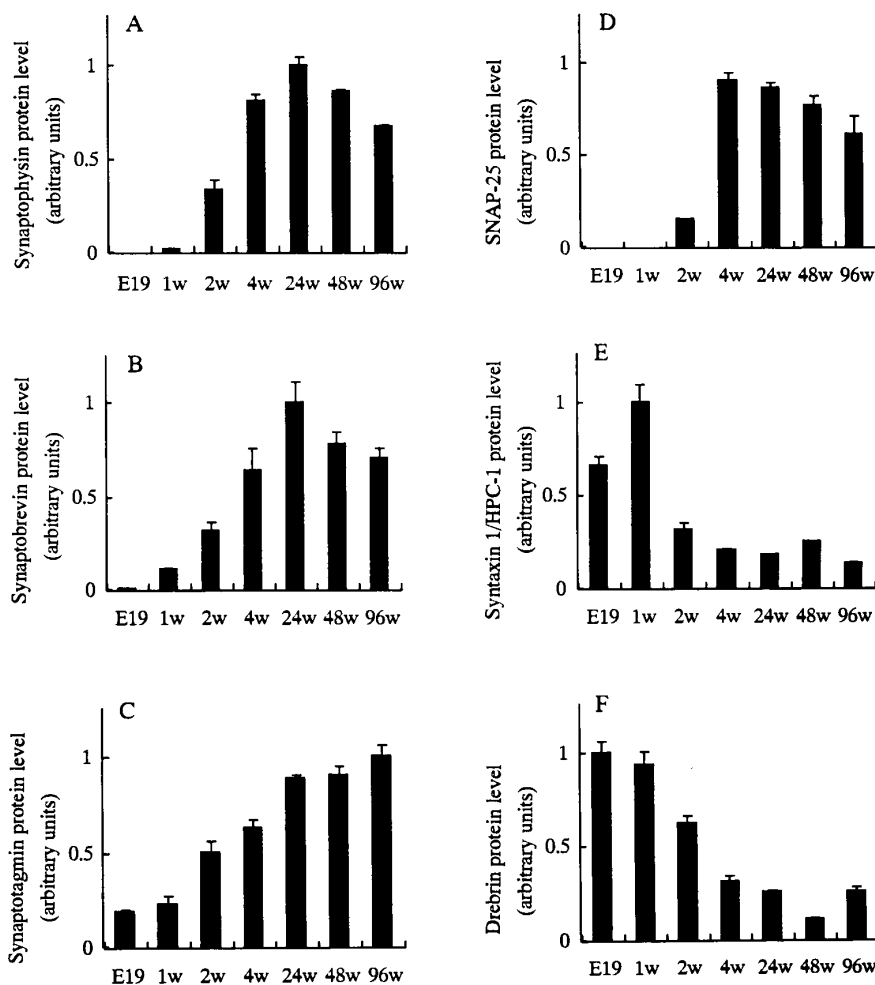 A
Synaptophysin protein level
(arbitrary units)
1
0.5
0
E19 1w 2w 4w 24w 48w 96w
B
Synaptobrevin protein level
(arbitrary units)
1
0.5
0
E19 1w 2w 4w 24w 48w 96w
C
Synaptotagmin protein level
(arbitrary units)
1
0.5
0
E19 1w 2w 4w 24w 48w 96w
D
SNAP-25 protein level
(arbitrary units)
1
0.5
0
E19 1w 2w 4w 24w 48w 96w
E
Syntaxin 1/HPC-1 protein level
(arbitrary units)
1
0.5
0
E19 1w 2w 4w 24w 48w 96w
F
Drebrin protein level
(arbitrary units)
1
0.5
0
E19 1w 2w 4w 24w 48w 96w